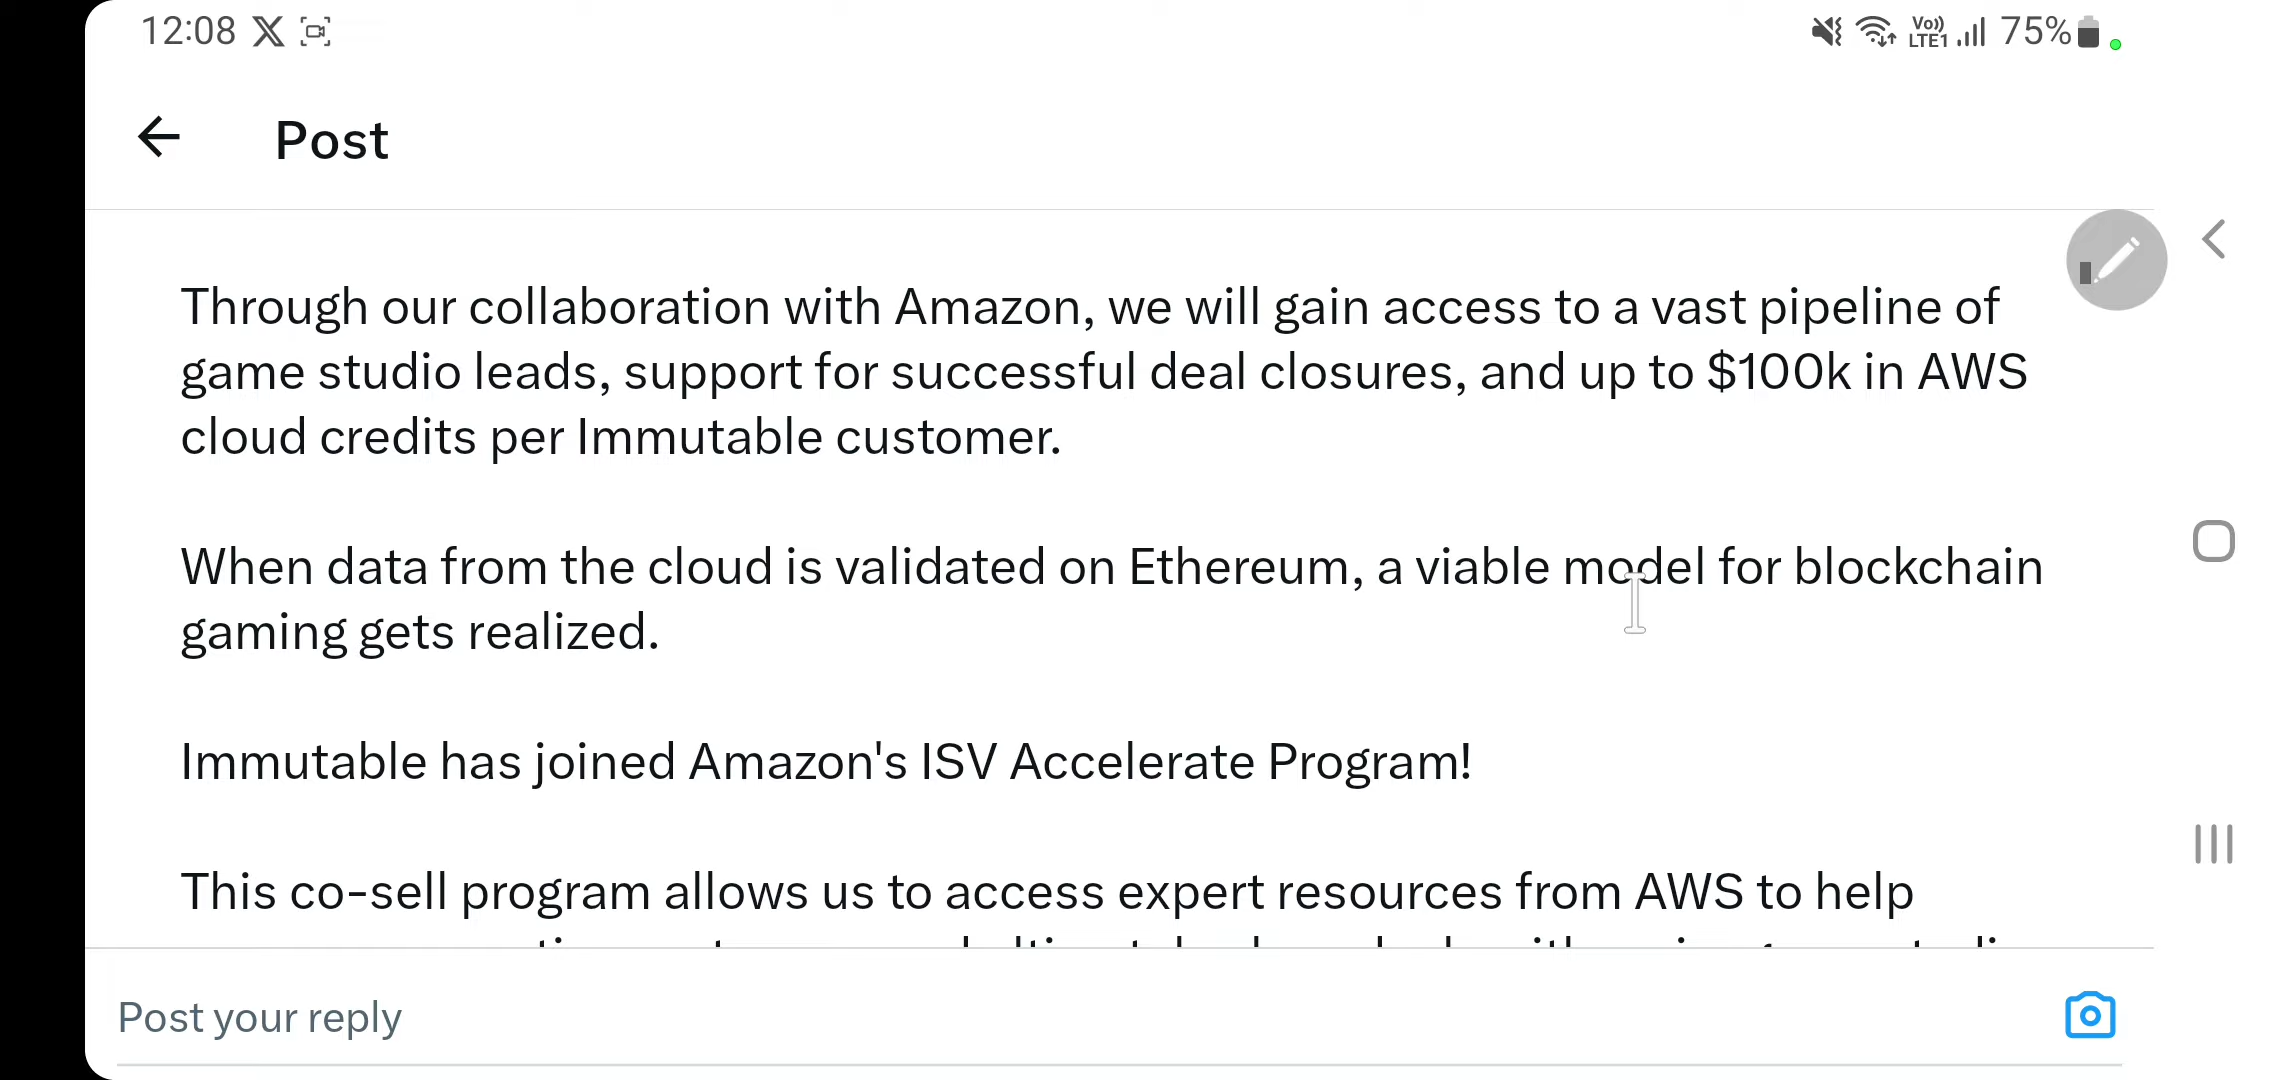 12:08
Vo))
LTE1
75%
Post
Through our collaboration with Amazon, we will gain access to a vast pipeline of
game studio leads, support for successful deal closures, and up to $100k in AWS
cloud credits per Immutable customer.
When data from the cloud is validated on Ethereum, a viable model for blockchain
gaming gets realized.
Immutable has joined Amazon's ISV Accelerate Program!
This co-sell program allows us to access expert resources from AWS to help
Post your reply